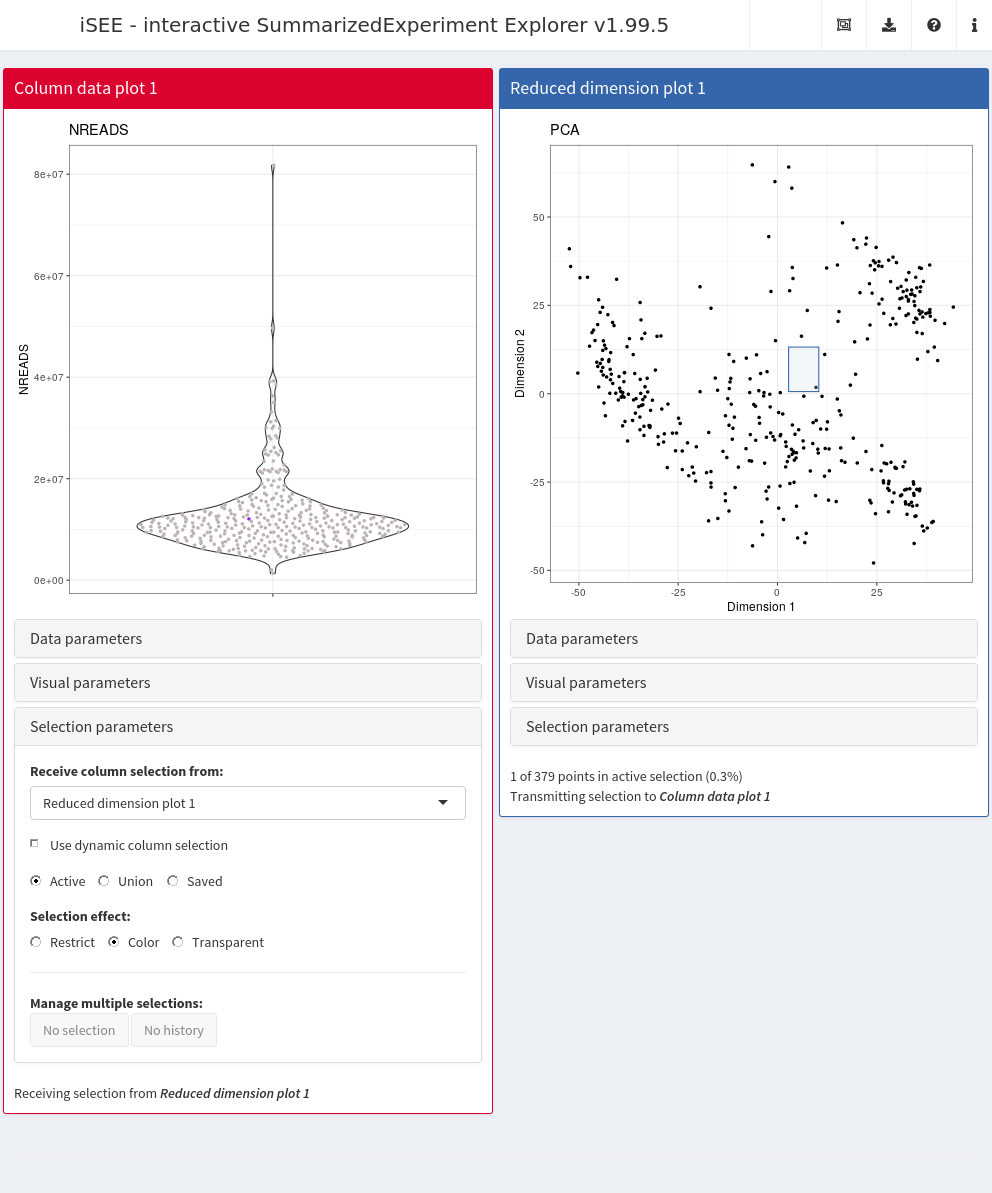 iSEE - interactive SummarizedExperiment Explorer v1.99.5
Column data plot 1
NREADS
8e+07
6e+07
4e+07
2e+07
0e+00
NREADS
Data parameters
Visual parameters
Selection parameters
Receive column selection from:
Reduced dimension plot 1
Use dynamic column selection
Active Union Saved
Selection effect:
Restrict Color Transparent
Manage multiple selections:
No selection No history
Receiving selection from Reduced dimension plot 1
Reduced dimension plot 1
PCA
50
25
0
-25
-50
Dimension 2
-50 -25 0 25
Dimension 1
Data parameters
Visual parameters
Selection parameters
1 of 379 points in active selection (0.3%)
Transmitting selection to Column data plot 1